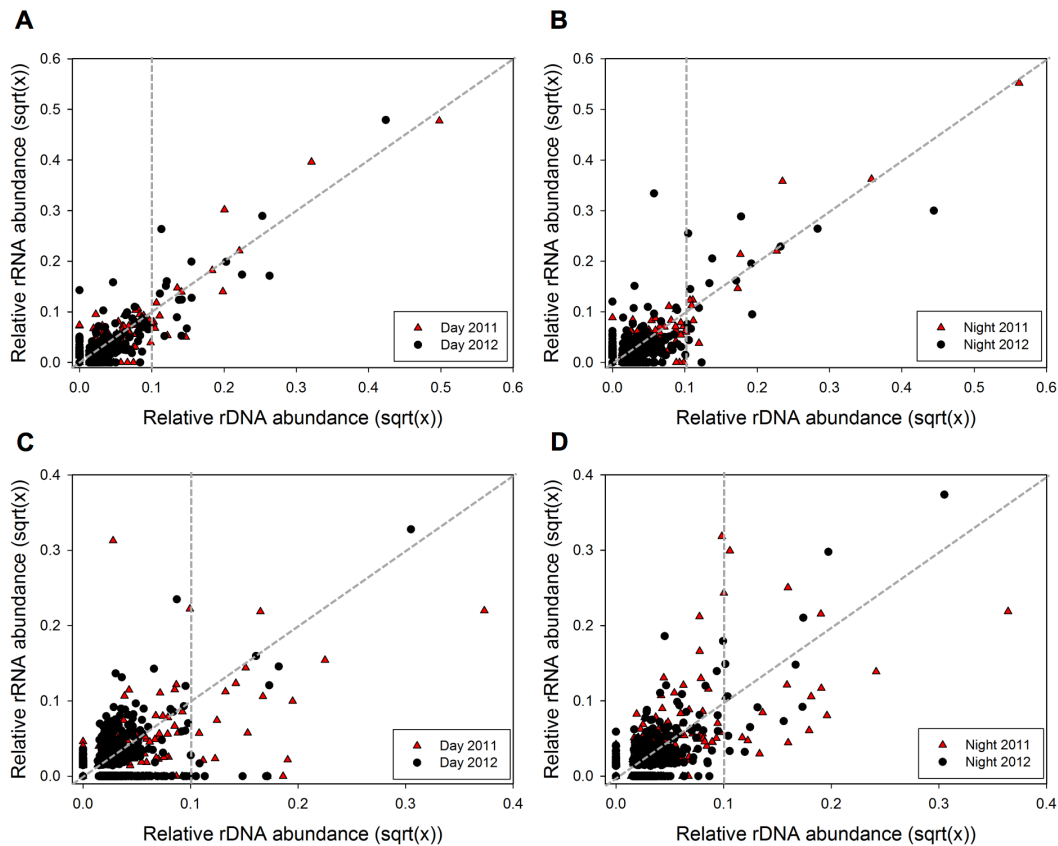 A
Relative rRNA abundance (sqrt(x))
0.6
0.5
0.4
0.3
0.2
0.1
0.0
0.0 0.1 0.2 0.3 0.4 0.5 0.6
Relative rDNA abundance (sqrt(x))
Day 2011
Day 2012
B
Relative rRNA abundance (sqrt(x))
0.6
0.5
0.4
0.3
0.2
0.1
0.0
0.0 0.1 0.2 0.3 0.4 0.5 0.6
Relative rDNA abundance (sqrt(x))
Night 2011
Night 2012
C
Relative rRNA abundance (sqrt(x))
0.4
0.3
0.2
0.1
0.0
0.0 0.1 0.2 0.3 0.4
Relative rDNA abundance (sqrt(x))
Day 2011
Day 2012
D
Relative rRNA abundance (sqrt(x))
0.4
0.3
0.2
0.1
0.0
0.0 0.1 0.2 0.3 0.4
Relative rDNA abundance (sqrt(x))
Night 2011
Night 2012